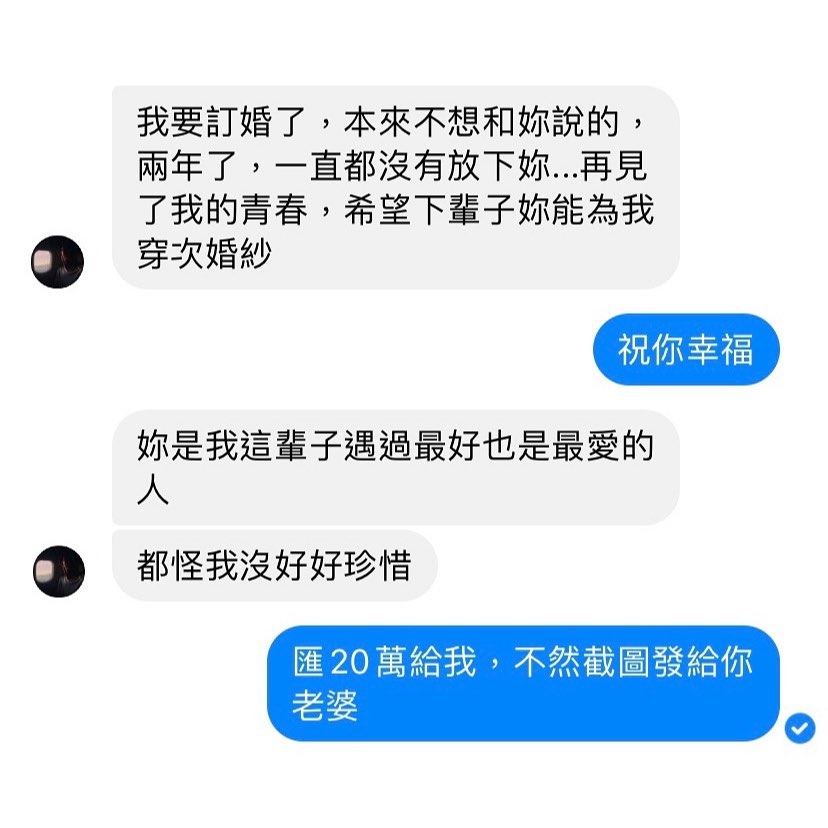 我要訂婚了，本來不想和妳說的，
兩年了，一直都沒有放下妳...再見
了我的青春，希望下輩子妳能為我
穿次婚紗
祝你幸福
妳是我這輩子遇過最好也是最愛的
人
都怪我沒好好珍惜
匯20萬給我，不然截圖發給你
老婆